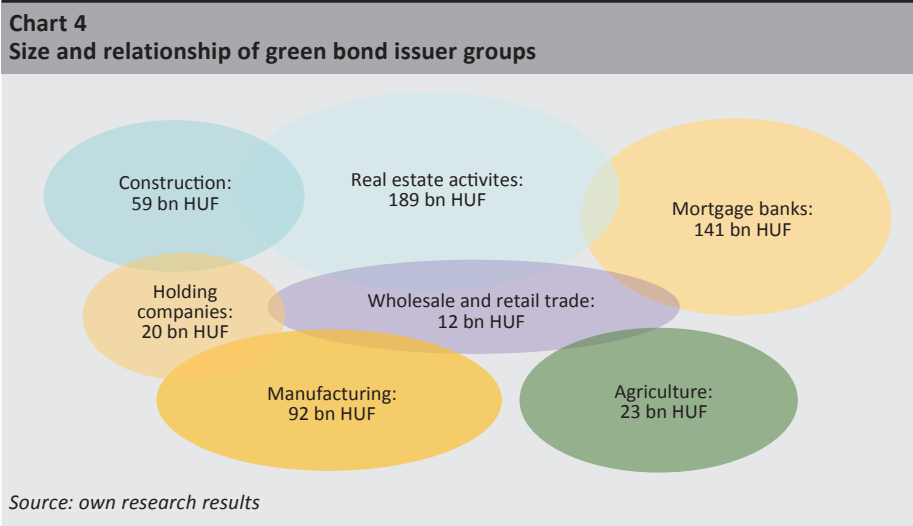 Chart 4
Size and relationship of green bond issuer groups
Construction:
59 bn HUF
Real estate activites:
189 bn HUF
Mortgage banks:
141 bn HUF
Holding
companies:
20 bn HUF
Wholesale and retail trade:
12 bn HUF
Manufacturing:
92 bn HUF
Agriculture:
23 bn HUF
Source: own research results